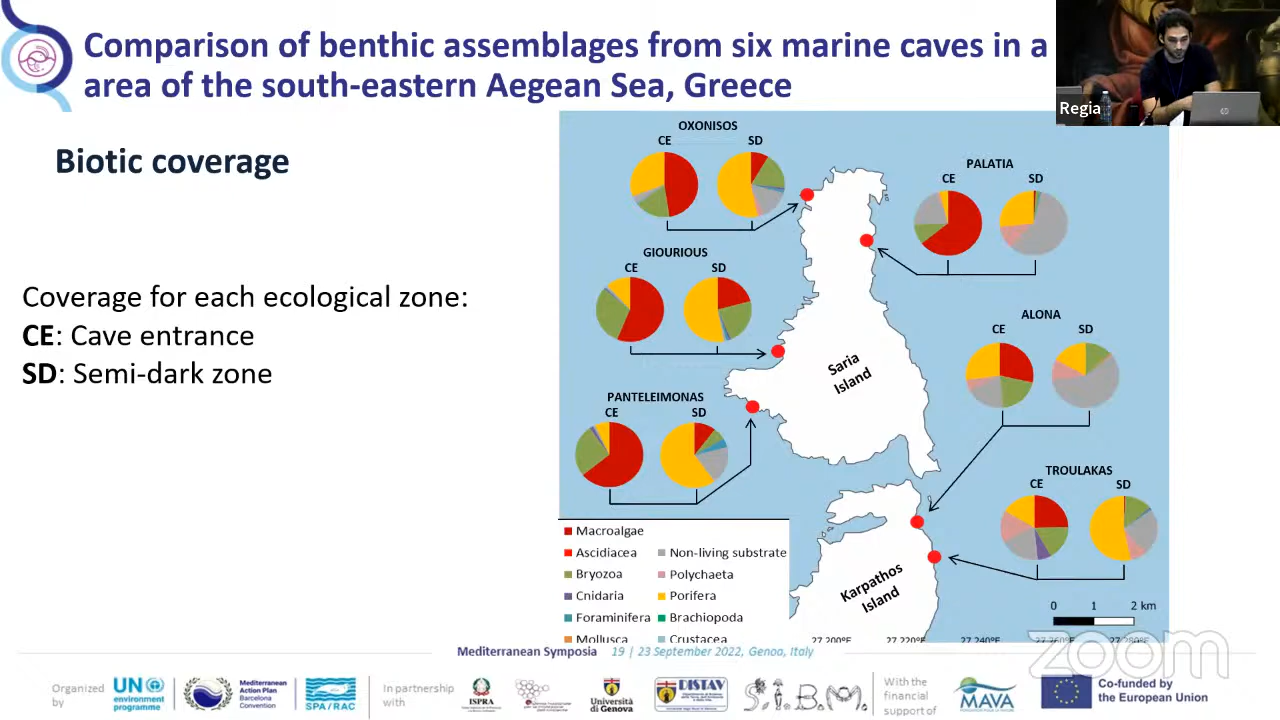 Comparison of benthic assemblages from six marine caves in a
area of the south-eastern Aegean Sea, Greece
Regia
Biotic coverage
Coverage for each ecological zone:
CE: Cave entrance
SD: Semi-dark zone
OXONISOS
CE SD
PALATIA
CE SD
GIOURIOUS
CE SD
ALONA
CE SD
Saria
Island
PANTELEIMONAS
CE SD
TROULAKAS
CE SD
Karpathos
Island
Macroalgae
Ascidiacea Non-living substrate
Bryozoa Polychaeta
Cnidaria Porifera
Foraminifera Brachiopoda
Mollusca Crustacea
0 1 2 km
27.200°E 27.220°E 27.240°E 27.260°E 27.280°E
zoom
Mediterranean Symposia 19 | 23 September 2022, Genoa, Italy
Organized
by
UN
environment
programme
Mediterranean
Action Plan
Barcelona
Convention
SPA/RAC
In partnership
with
ISPRA
Università
di Genova
DISTAV
S.I.B.M.
With the
financial
support of
MAVA
Co-funded by
the European Union